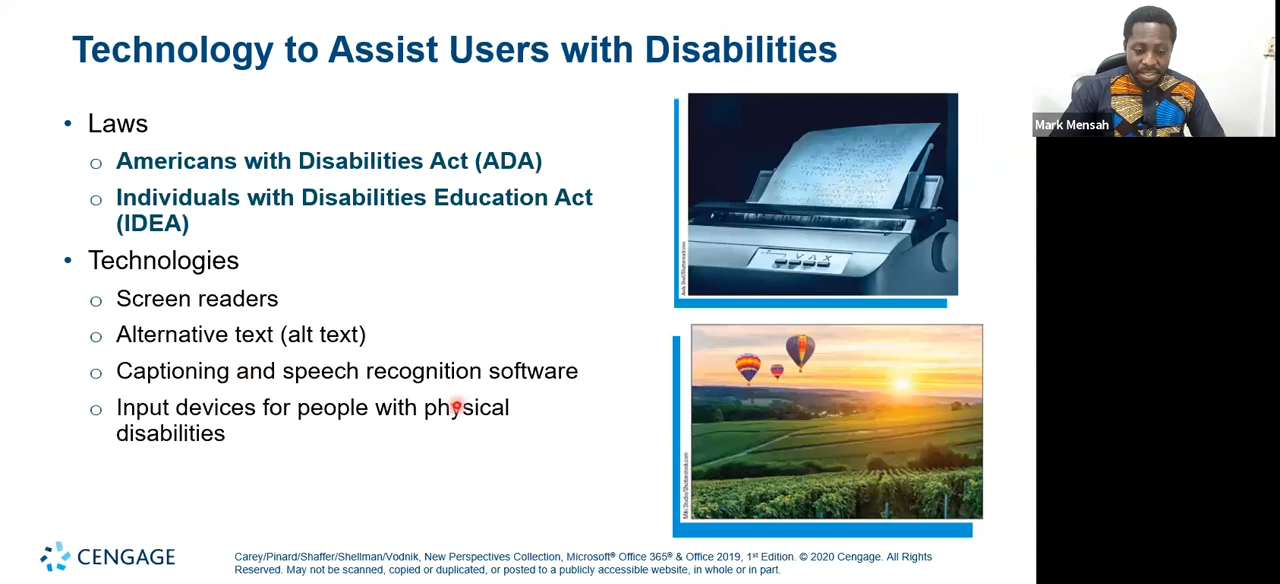 Technology to Assist Users with Disabilities
Mark Mensah
• Laws
o Americans with Disabilities Act (ADA)
o Individuals with Disabilities Education Act
(IDEA)
• Technologies
o Screen readers
o Alternative text (alt text)
o Captioning and speech recognition software
o Input devices for people with physical
disabilities
CENGAGE
Carey/Pinard/Shaffer/Shellman/Vodnik, New Perspectives Collection, Microsoft® Office 365® & Office 2019, 1st Edition. © 2020 Cengage. All Rights
Reserved. May not be scanned, copied or duplicated, or posted to a publicly accessible website, in whole or in part.